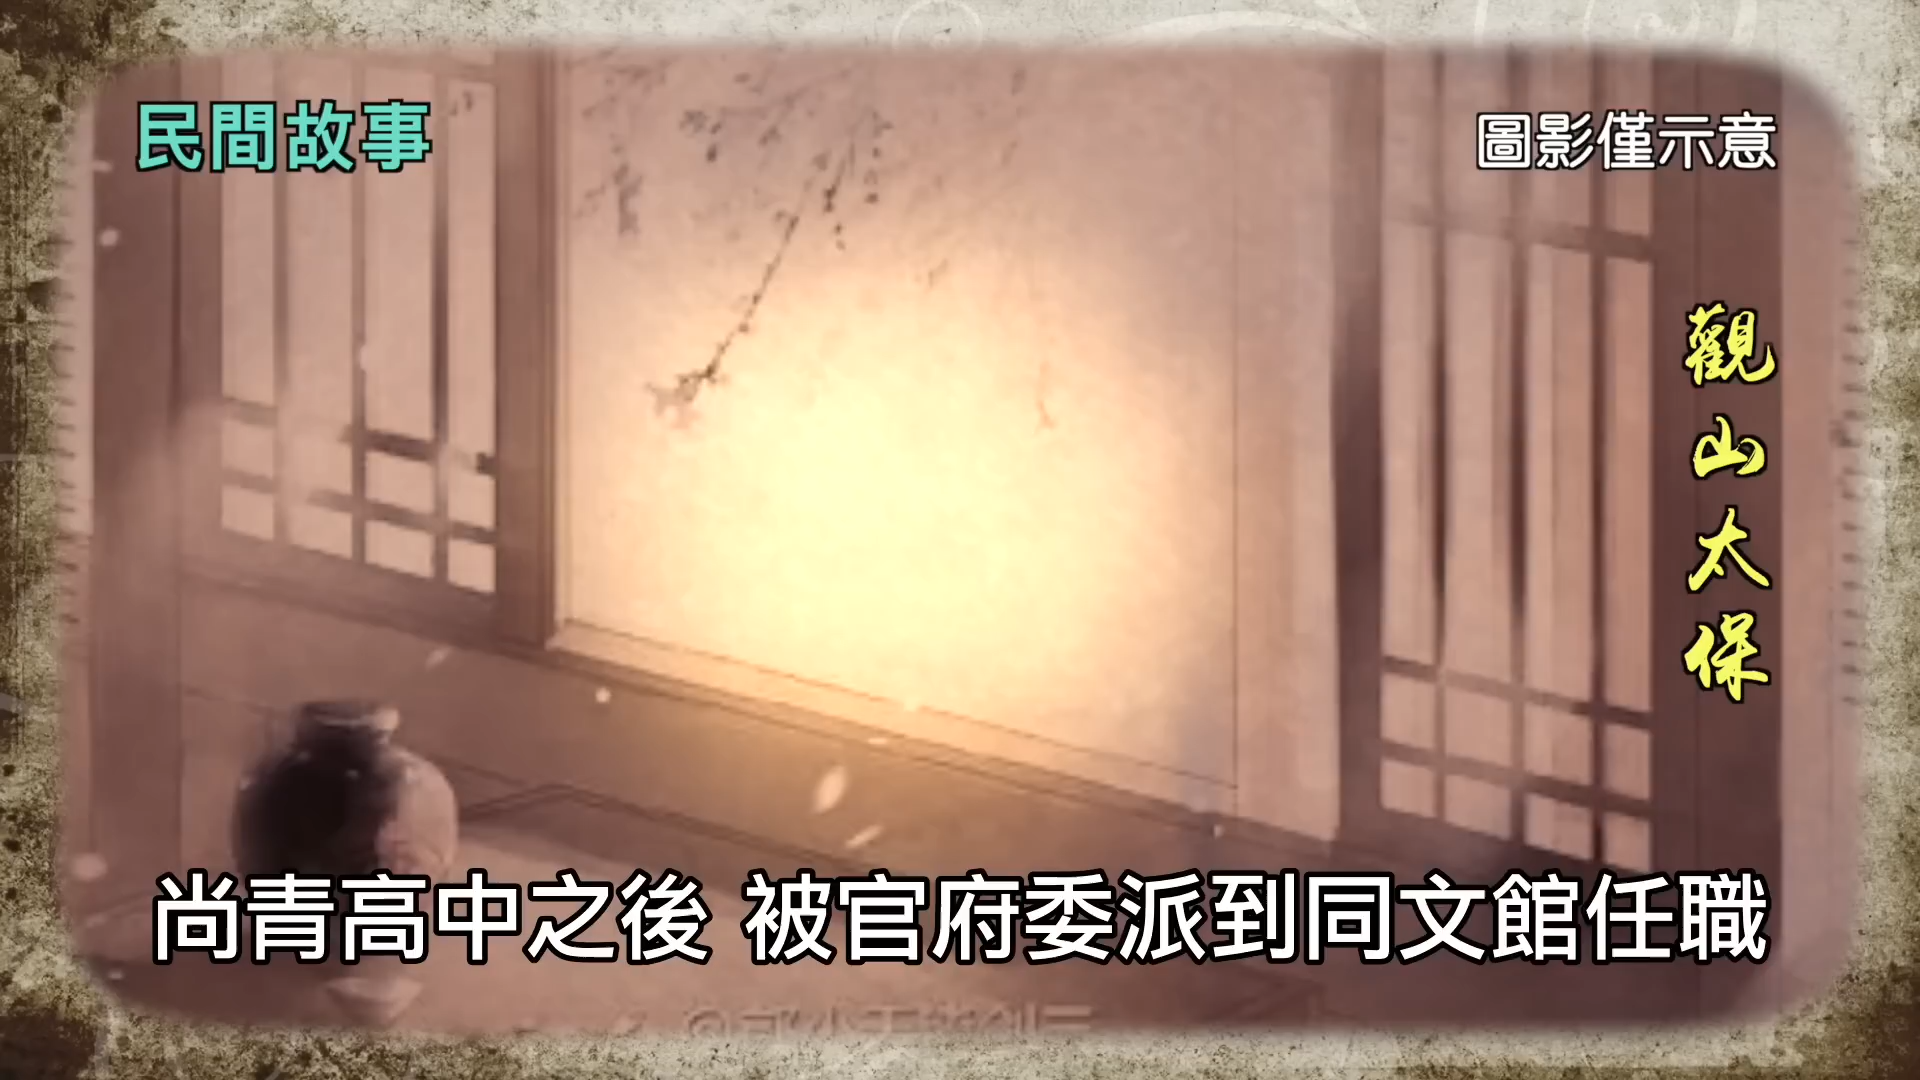 民間故事
圖影僅示意
觀山太保
尚青高中之後 被官府委派到同文館任職